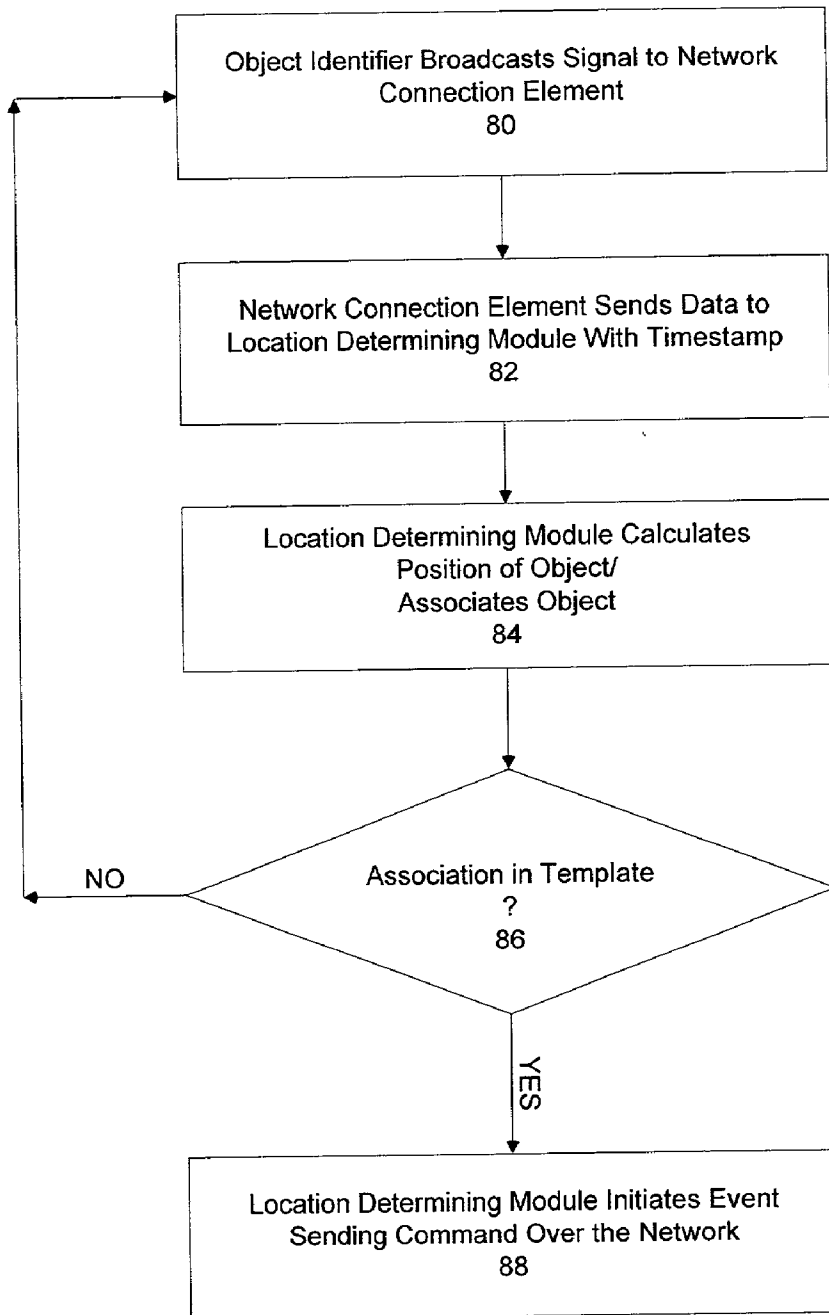 Object Identifier Broadcasts Signal to Network
Connection Element
80
Network Connection Element Sends Data to
Location Determining Module With Timestamp
82
Location Determining Module Calculates
Position of Object/
Associates Object
84
Association in Template
?
86
NO
YES
Location Determining Module Initiates Event
Sending Command Over the Network
88